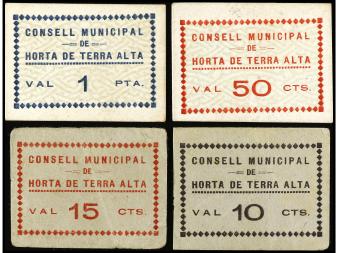 CONSELL MUNICIPAL
DE
HORTA DE TERRA ALTA
VAL 1 PTA.
CONSELL MUNICIPAL
DE
HORTA DE TERRA ALTA
VAL 50 CTS.
CONSELL MUNICIPAL
DE
HORTA DE TERRA ALTA
VAL 15 CTS.
CONSELL MUNICIPAL
DE
HORTA DE TERRA ALTA
VAL 10 CTS.